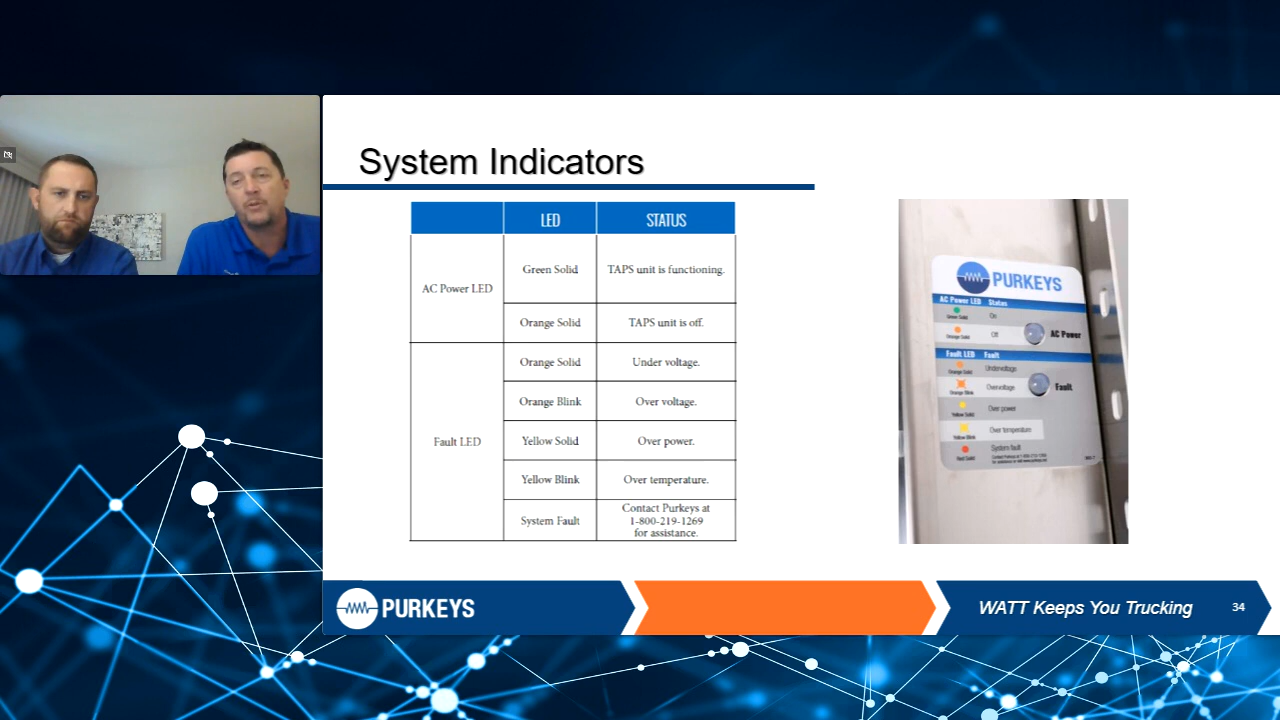 System Indicators
LED STATUS
AC Power LED
Green Solid TAPS unit is functioning.
Orange Solid TAPS unit is off.
Fault LED
Orange Solid Under voltage.
Orange Blink Over voltage.
Yellow Solid Over power.
Yellow Blink Over temperature.
System Fault Contact Purkeys at
1-800-219-1269
for assistance.
PURKEYS
AC Power LED Status
Green Solid On
Orange Solid Off
AC Power
Fault LED Fault
Orange Solid Undervoltage
Orange Blink Overvoltage
Fault
Yellow Solid Over power
Yellow Blink Over temperature
Red Solid System fault
PURKEYS
WATT Keeps You Trucking
34